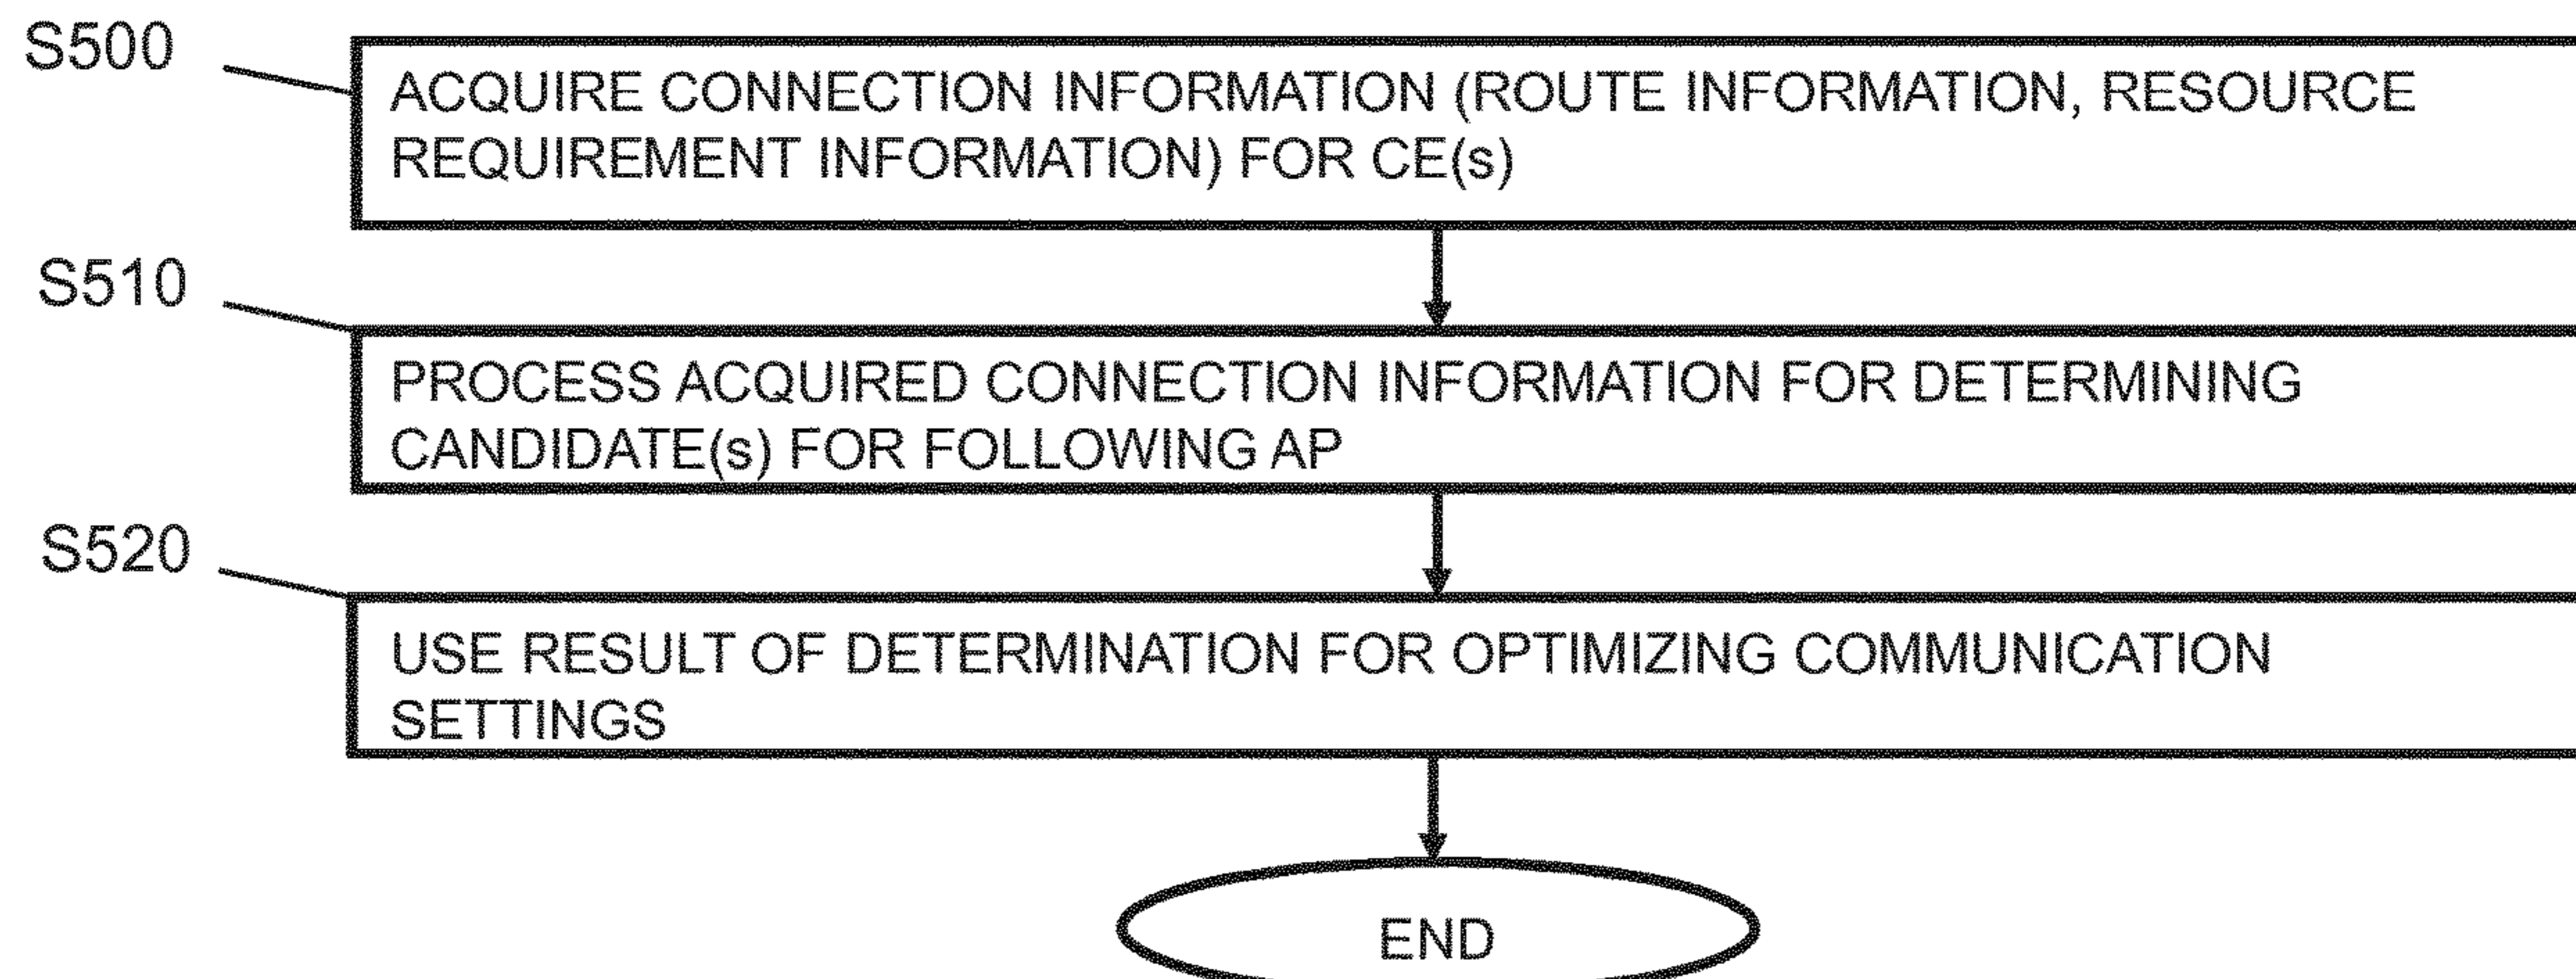 S500
ACQUIRE CONNECTION INFORMATION (ROUTE INFORMATION, RESOURCE
REQUIREMENT INFORMATION) FOR CE(s)
S510
PROCESS ACQUIRED CONNECTION INFORMATION FOR DETERMINING
CANDIDATE(s) FOR FOLLOWING AP
S520
USE RESULT OF DETERMINATION FOR OPTIMIZING COMMUNICATION
SETTINGS
END